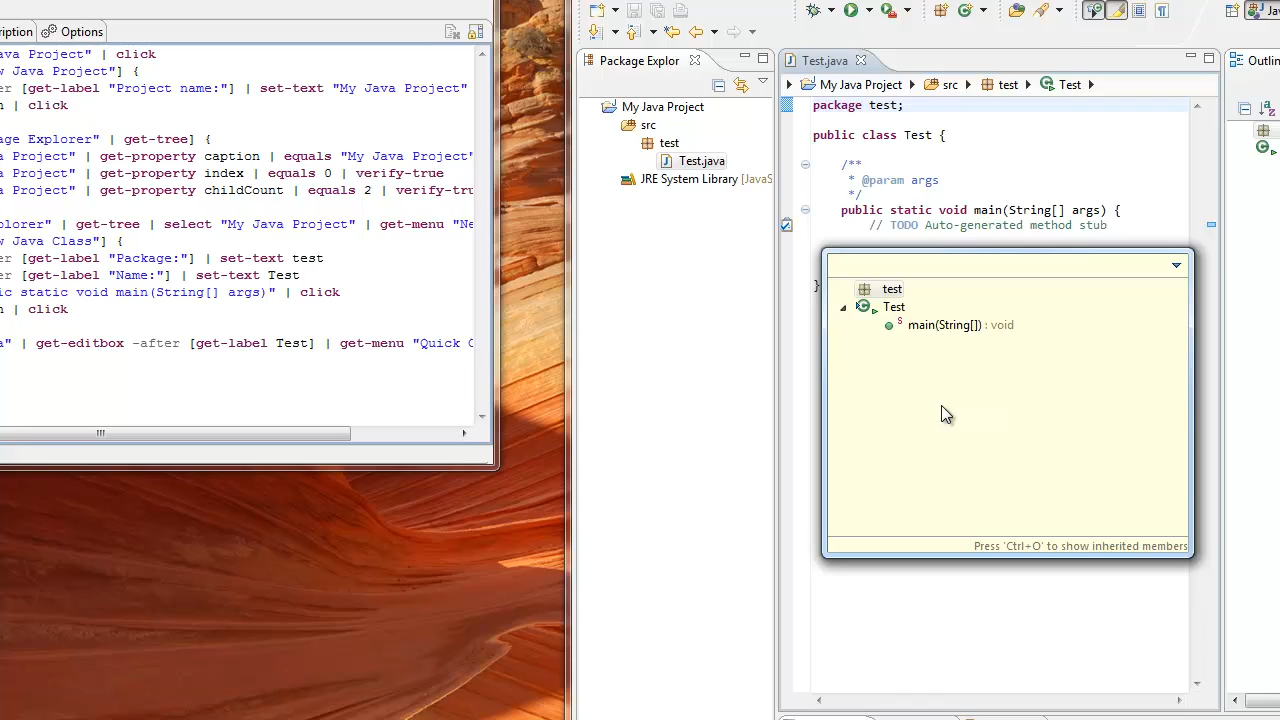 ription
Options
ava Project" | click
w Java Project"] {
er [get-label "Project name:"] | set-text "My Java Project"
n | click
age Explorer" | get-tree] {
a Project" | get-property caption | equals "My Java Project"
a Project" | get-property index | equals 0 | verify-true
a Project" | get-property childCount | equals 2 | verify-tru
plorer" | get-tree | select "My Java Project" | get-menu "Ne
w Java Class"] {
er [get-label "Package:"] | set-text test
er [get-label "Name:"] | set-text Test
ic static void main(String[] args)" | click
n | click
a" | get-editbox -after [get-label Test] | get-menu "Quick O
Package Explor
My Java Project
src
test
Test.java
JRE System Library [JavaS
Jav
Test.java
My Java Project
src
test
Test
package test;
public class Test {
/**
* @param args
*/
public static void main(String[] args) {
// TODO Auto-generated method stub
}
test
Test
main(String[]) : void
Press 'Ctrl+O' to show inherited members
Outlin